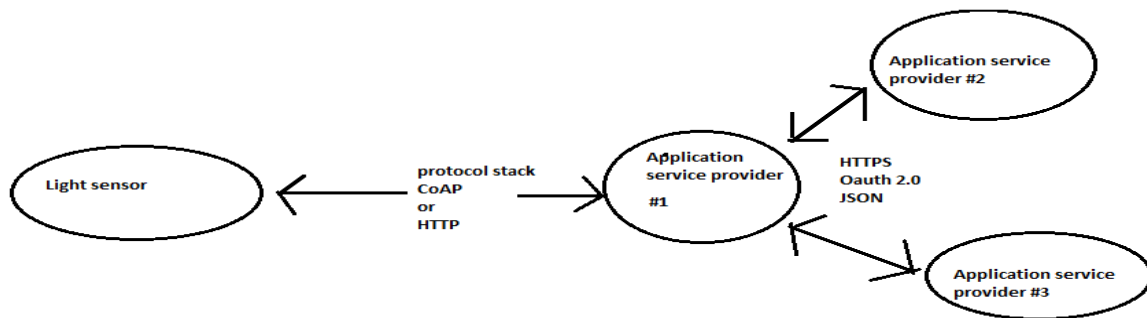 Light sensor
protocol stack
CoAP
or
HTTP
Application
service provider
#1
Application service
provider #2
HTTPS
Oauth 2.0
JSON
Application service
provider #3